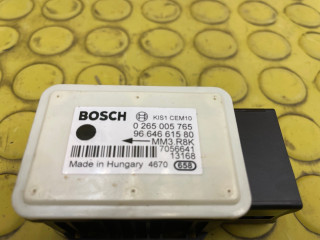 BOSCH KIS1 CEM10
0 265 005 765
96 646 615 80
MM3.R8K
7056641
13168
Made in Hungary 4670 658